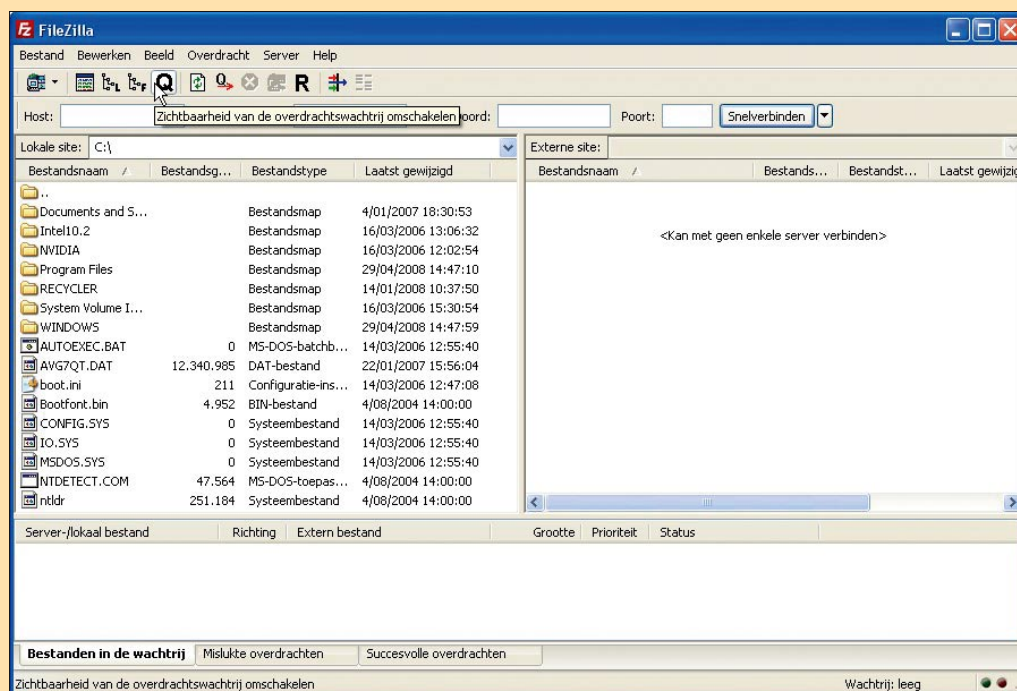 FileZilla
Bestand Bewerken Beeld Overdracht Server Help
L F Q Q R
Host: Zichtbaarheid van de overdrachtswachtrij omschakelen oord: Poort: Snelverbinden
Lokale site: C:\ Externe site:
Bestandsnaam Bestandsg... Bestandstype Laatst gewijzigd Bestandsnaam Bestands... Bestandst... Laatst gewijzig
..
Documents and S... Bestandsmap 4/01/2007 18:30:53
Intel10.2 Bestandsmap 16/03/2006 13:06:32
<Kan met geen enkele server verbinden>
NVIDIA Bestandsmap 16/03/2006 12:02:54
Program Files Bestandsmap 29/04/2008 14:47:10
RECYCLER Bestandsmap 14/01/2008 10:37:50
System Volume I... Bestandsmap 16/03/2006 15:30:54
WINDOWS Bestandsmap 29/04/2008 14:47:59
AUTOEXEC.BAT 0 MS-DOS-batchb... 14/03/2006 12:55:40
AVG7QT.DAT 12.340.985 DAT-bestand 22/01/2007 15:56:04
boot.ini 211 Configuratie-ins... 14/03/2006 12:47:08
Bootfont.bin 4.952 BIN-bestand 4/08/2004 14:00:00
CONFIG.SYS 0 Systeembestand 14/03/2006 12:55:40
IO.SYS 0 Systeembestand 14/03/2006 12:55:40
MSDOS.SYS 0 Systeembestand 14/03/2006 12:55:40
NTDETECT.COM 47.564 MS-DOS-toepas... 4/08/2004 14:00:00
ntldr 251.184 Systeembestand 4/08/2004 14:00:00
Server-/lokaal bestand Richting Extern bestand Grootte Prioriteit Status
Bestanden in de wachtrij Mislukte overdrachten Succesvolle overdrachten
Zichtbaarheid van de overdrachtswachtrij omschakelen Wachtrij: leeg